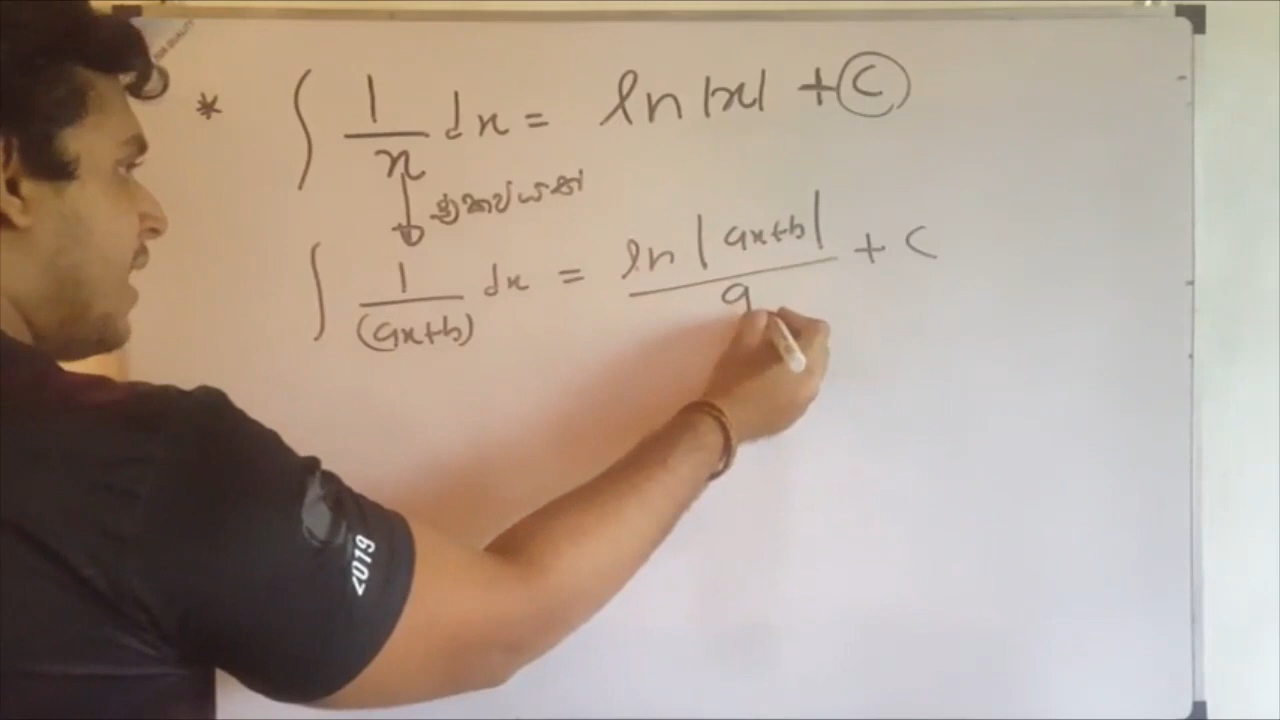 * ∫ 1/x dx = ln|x| + C
∫ 1/(ax+b) dx = ln|ax+b|/a + C
2019